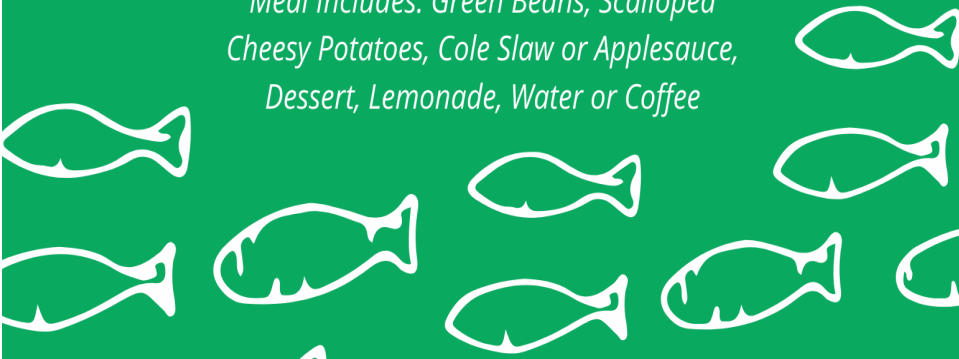 Meal includes: Green Beans, Scalloped
Cheesy Potatoes, Cole Slaw or Applesauce,
Dessert, Lemonade, Water or Coffee